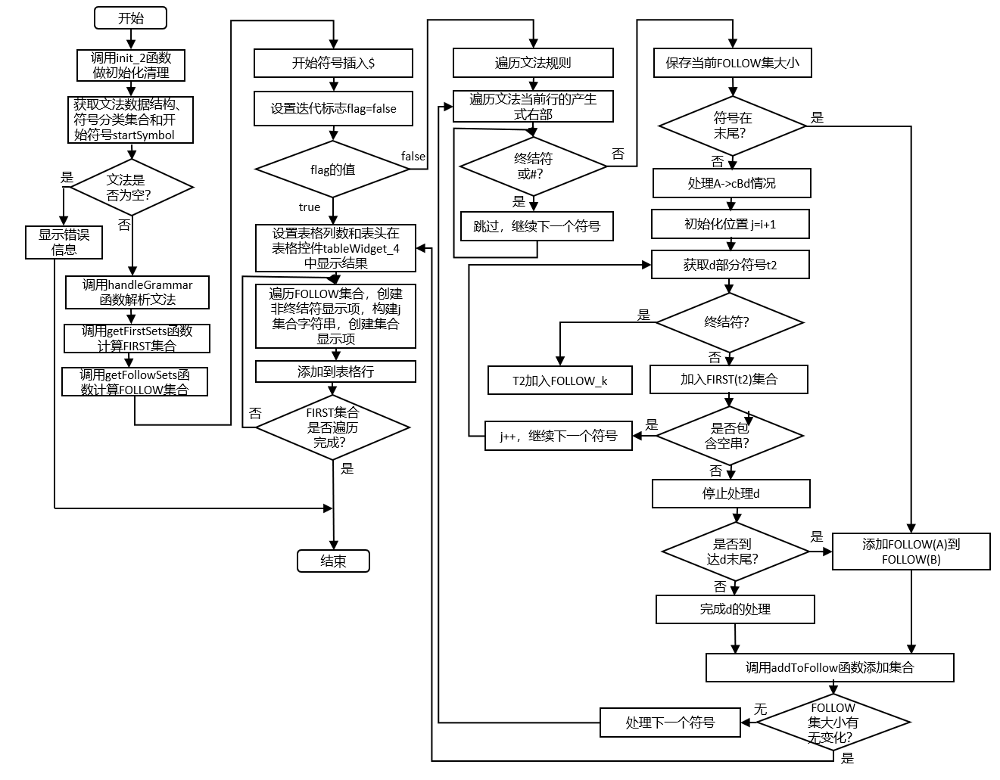 开始
调用init_2函数
做初始化清理
获取文法数据结构、
符号分类集合和开
始符号startSymbol
文法是
否为空?
是
否
显示错误
信息
调用handleGrammar
函数解析文法
调用getFirstSets函数
计算FIRST集合
调用getFollowSets函
数计算FOLLOW集合
开始符号插入$
设置迭代标志flag=false
flag的值
false
true
设置表格列数和表头在
表格控件tableWidget_4
中显示结果
遍历FOLLOW集合，创建
非终结符显示项，构建j
集合字符串，创建集合
显示项
添加到表格行
FIRST集合
是否遍历
完成?
否
是
结束
遍历文法规则
遍历文法当前行的产生
式右部
终结符
或#?
否
是
跳过，继续下一个符号
保存当前FOLLOW集大小
符号在
末尾?
是
否
处理A->cBd情况
初始化位置 j=i+1
获取d部分符号t2
终结符?
是
否
T2加入FOLLOW_k
加入FIRST(t2)集合
是否包
含空串?
是
否
j++，继续下一个符号
停止处理d
是否到
达d末尾?
是
否
添加FOLLOW(A)到
FOLLOW(B)
完成d的处理
调用addToFollow函数添加集合
FOLLOW
集大小有
无变化?
无
是
处理下一个符号